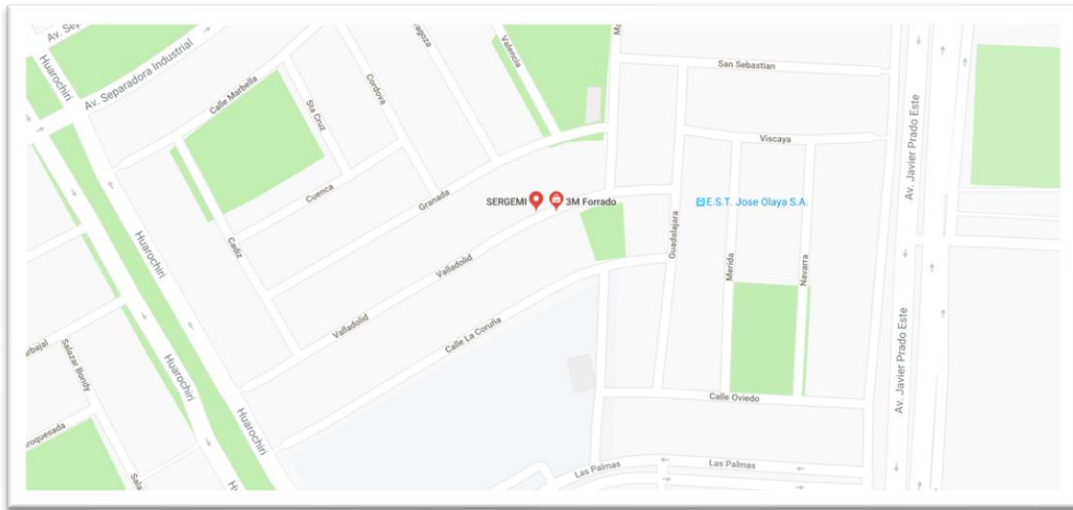 Av. Separadora Industrial
Huarochiri
Calle Marbella
Sta Cruz
Cordova
Valencia
San Sebastian
Viscaya
Av. Javier Prado Este
Cuenca
Granada
SERGEMI
3M Forrado
E.S.T. Jose Olaya S.A.
Cadiz
Huarochiri
Valladolid
Guadalajara
Merida
Navarra
Valladolid
Calle La Coruña
Av. Javier Prado Este
Salazar Bondy
Huarochiri
Huarochiri
Calle Oviedo
Las Palmas
Las Palmas